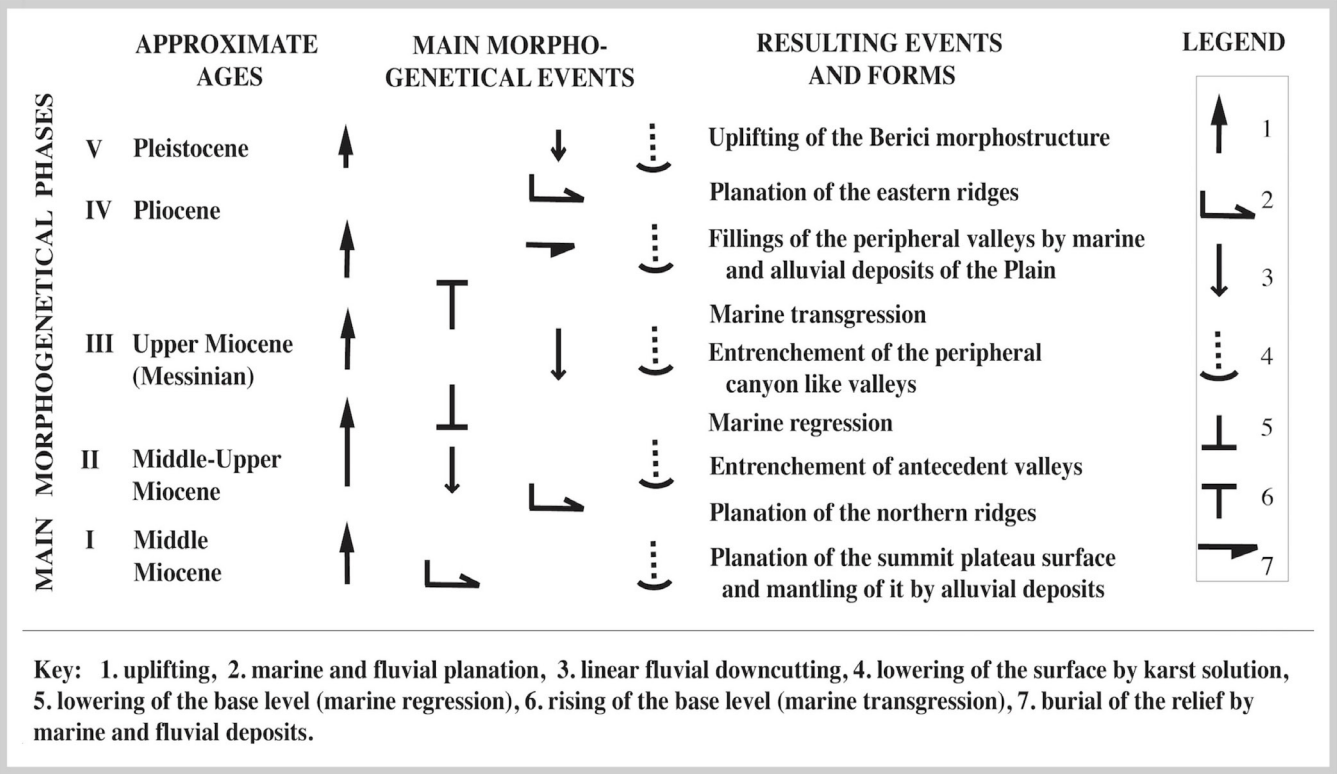 APPROXIMATE
AGES
MAIN MORPHO-
GENETICAL EVENTS
RESULTING EVENTS
AND FORMS
LEGEND
MAIN MORPHOGENETICAL PHASES
V Pleistocene
IV Pliocene
III Upper Miocene
(Messinian)
II Middle-Upper
Miocene
I Middle
Miocene
Uplifting of the Berici morphostructure
Planation of the eastern ridges
Fillings of the peripheral valleys by marine
and alluvial deposits of the Plain
Marine transgression
Entrenchement of the peripheral
canyon like valleys
Marine regression
Entrenchement of antecedent valleys
Planation of the northern ridges
Planation of the summit plateau surface
and mantling of it by alluvial deposits
1
2
3
4
5
6
7
Key: 1. uplifting, 2. marine and fluvial planation, 3. linear fluvial downcutting, 4. lowering of the surface by karst solution,
5. lowering of the base level (marine regression), 6. rising of the base level (marine transgression), 7. burial of the relief by
marine and fluvial deposits.